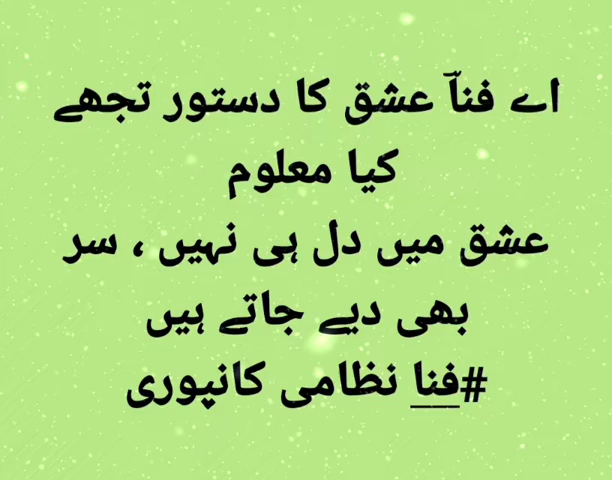 اے فناؔ عشق کا دستور تجھے
کیا معلوم
عشق میں دل ہی نہیں ، سر
بھی دیے جاتے ہیں
#فنا نظامی کانپوری